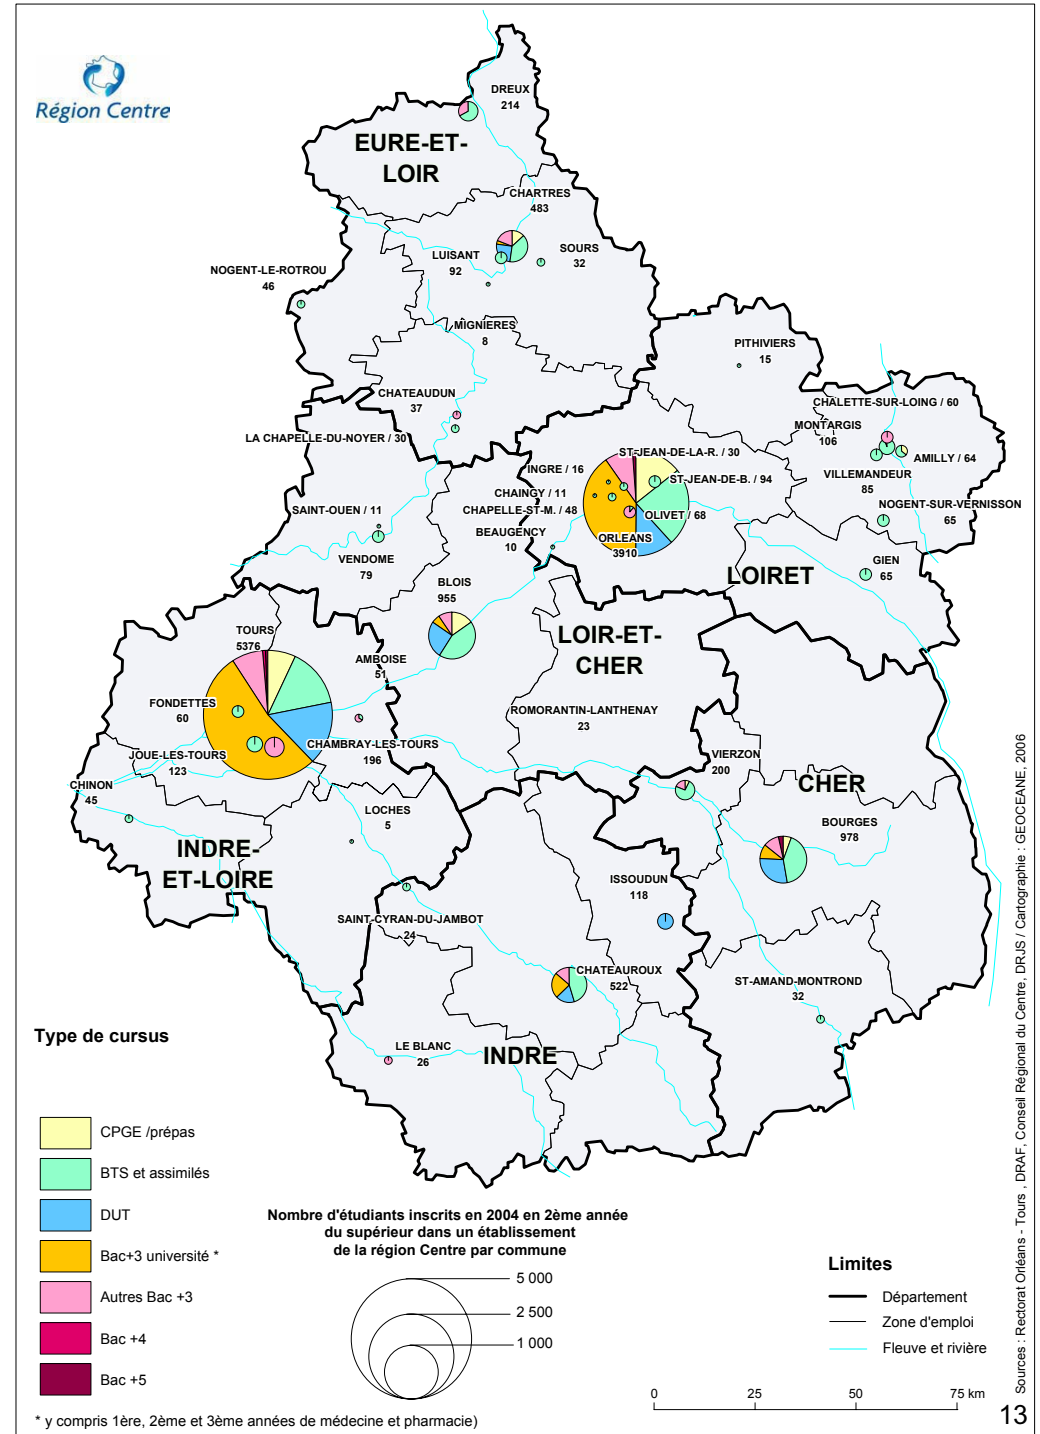 Région Centre
DREUX
214
EURE-ET-
LOIR
CHARTRES
483
LUISANT
92
SOURS
32
NOGENT-LE-ROTROU
46
MIGNIERES
8
PITHIVIERS
15
CHATEAUDUN
37
CHALETTE-SUR-LOING / 60
MONTARGIS
106
LA CHAPELLE-DU-NOYER / 30
AMILLY / 64
ST-JEAN-DE-LA-R. / 30
INGRE / 16
ST-JEAN-DE-B. / 94
VILLEMANDEUR
85
CHAINGY / 11
NOGENT-SUR-VERNISSON
65
SAINT-OUEN / 11
CHAPELLE-ST-M. / 48
OLIVET / 68
BEAUGENCY
10
ORLEANS
3910
VENDOME
79
GIEN
65
LOIRET
BLOIS
955
LOIR-ET-
CHER
TOURS
5376
AMBOISE
51
FONDETTES
60
ROMORANTIN-LANTHENAY
23
CHAMBRAY-LES-TOURS
196
JOUE-LES-TOURS
123
VIERZON
200
CHER
CHINON
45
LOCHES
5
BOURGES
978
INDRE-
ET-LOIRE
ISSOUDUN
118
SAINT-CYRAN-DU-JAMBOT
24
CHATEAUROUX
522
ST-AMAND-MONTROND
32
LE BLANC
26
INDRE
Type de cursus
CPGE /prépas
BTS et assimilés
DUT
Bac+3 université *
Autres Bac +3
Bac +4
Bac +5
* y compris 1ère, 2ème et 3ème années de médecine et pharmacie)
Nombre d'étudiants inscrits en 2004 en 2ème année
du supérieur dans un établissement
de la région Centre par commune
5 000
2 500
1 000
Limites
Département
Zone d'emploi
Fleuve et rivière
0 25 50 75 km
Sources : Rectorat Orléans - Tours , DRAF, Conseil Régional du Centre, DRJS / Cartographie : GEOCEANE, 2006
13